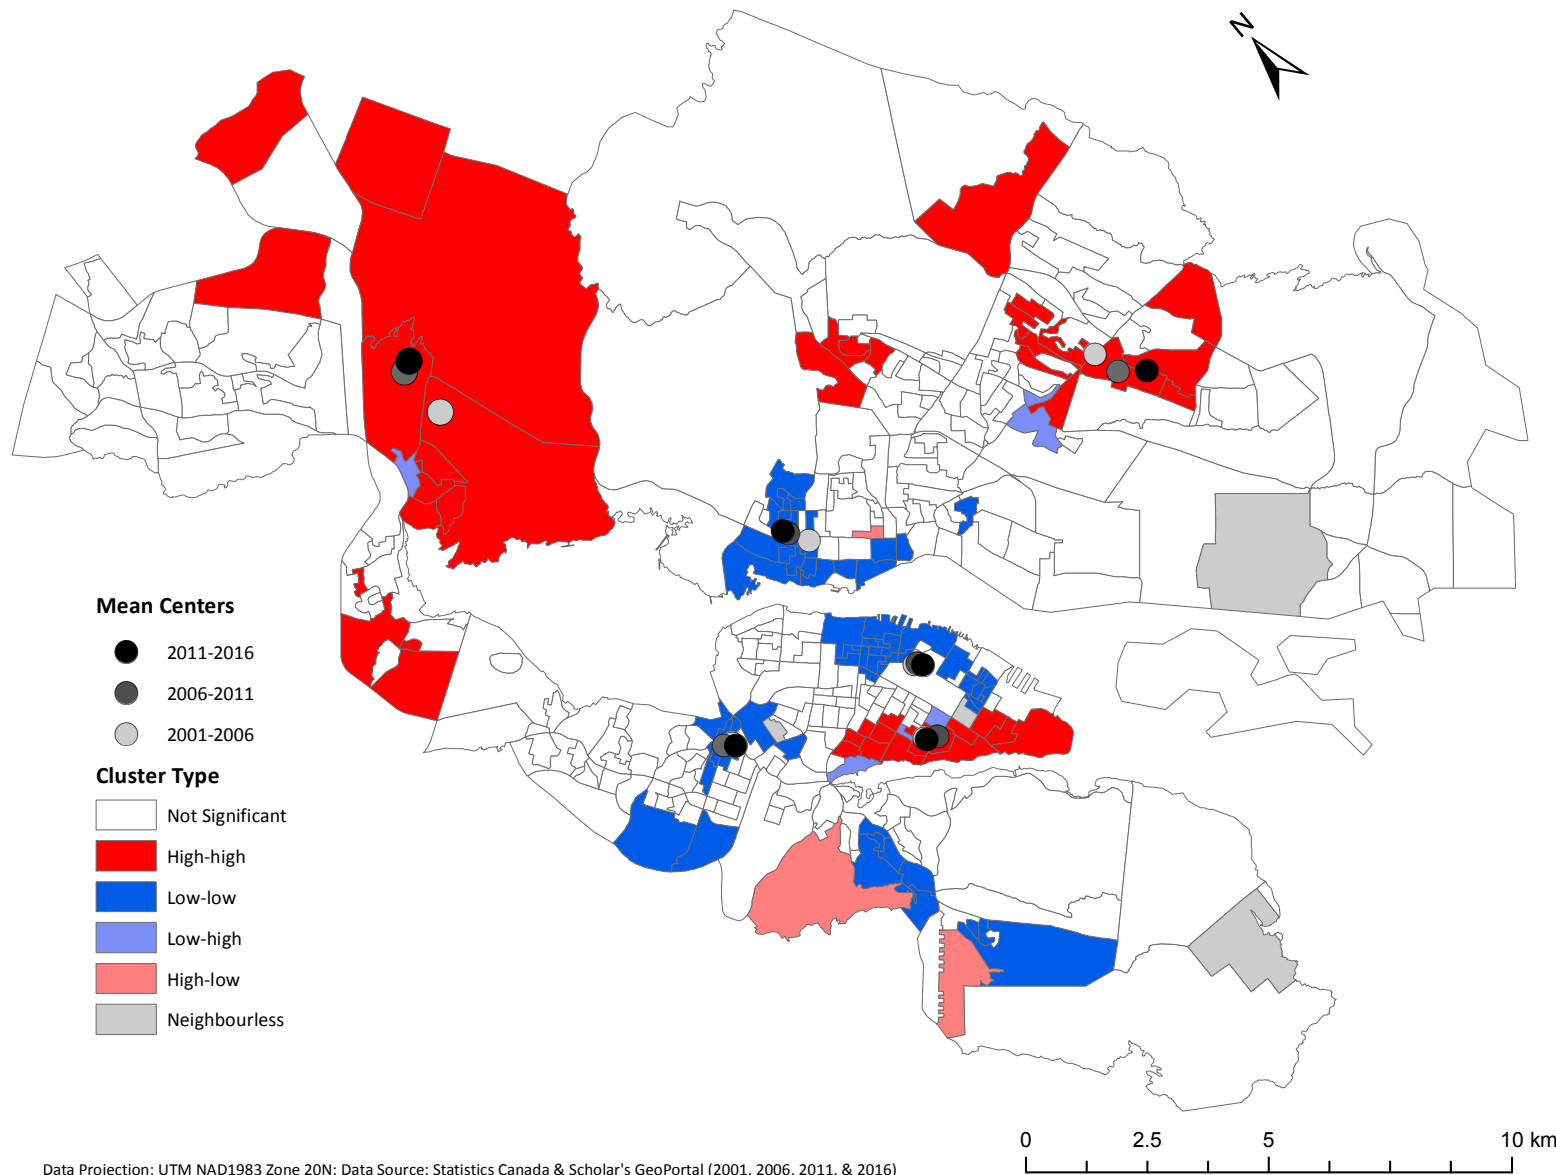 N
Mean Centers
2011-2016
2006-2011
2001-2006
Cluster Type
Not Significant
High-high
Low-low
Low-high
High-low
Neighbourless
0 2.5 5 10 km
Data Projection: UTM NAD1983 Zone 20N; Data Source: Statistics Canada & Scholar's GeoPortal (2001, 2006, 2011, & 2016)